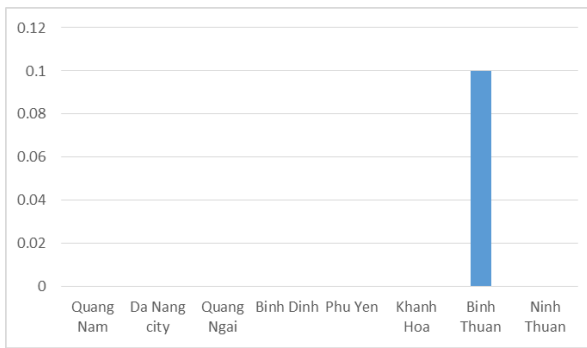 0.12
0.1
0.08
0.06
0.04
0.02
0
Quang Nam
Da Nang city
Quang Ngai
Binh Dinh
Phu Yen
Khanh Hoa
Binh Thuan
Ninh Thuan